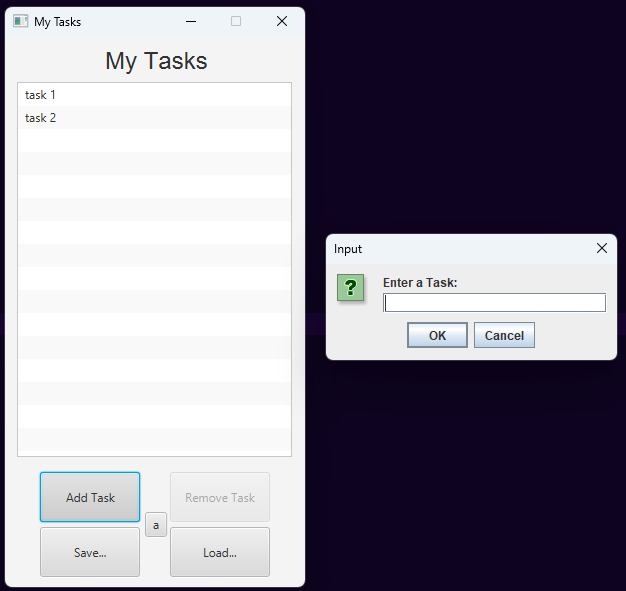 My Tasks
My Tasks
task 1
task 2
Add Task
Remove Task
a
Save...
Load...
Input
?
Enter a Task:
OK
Cancel